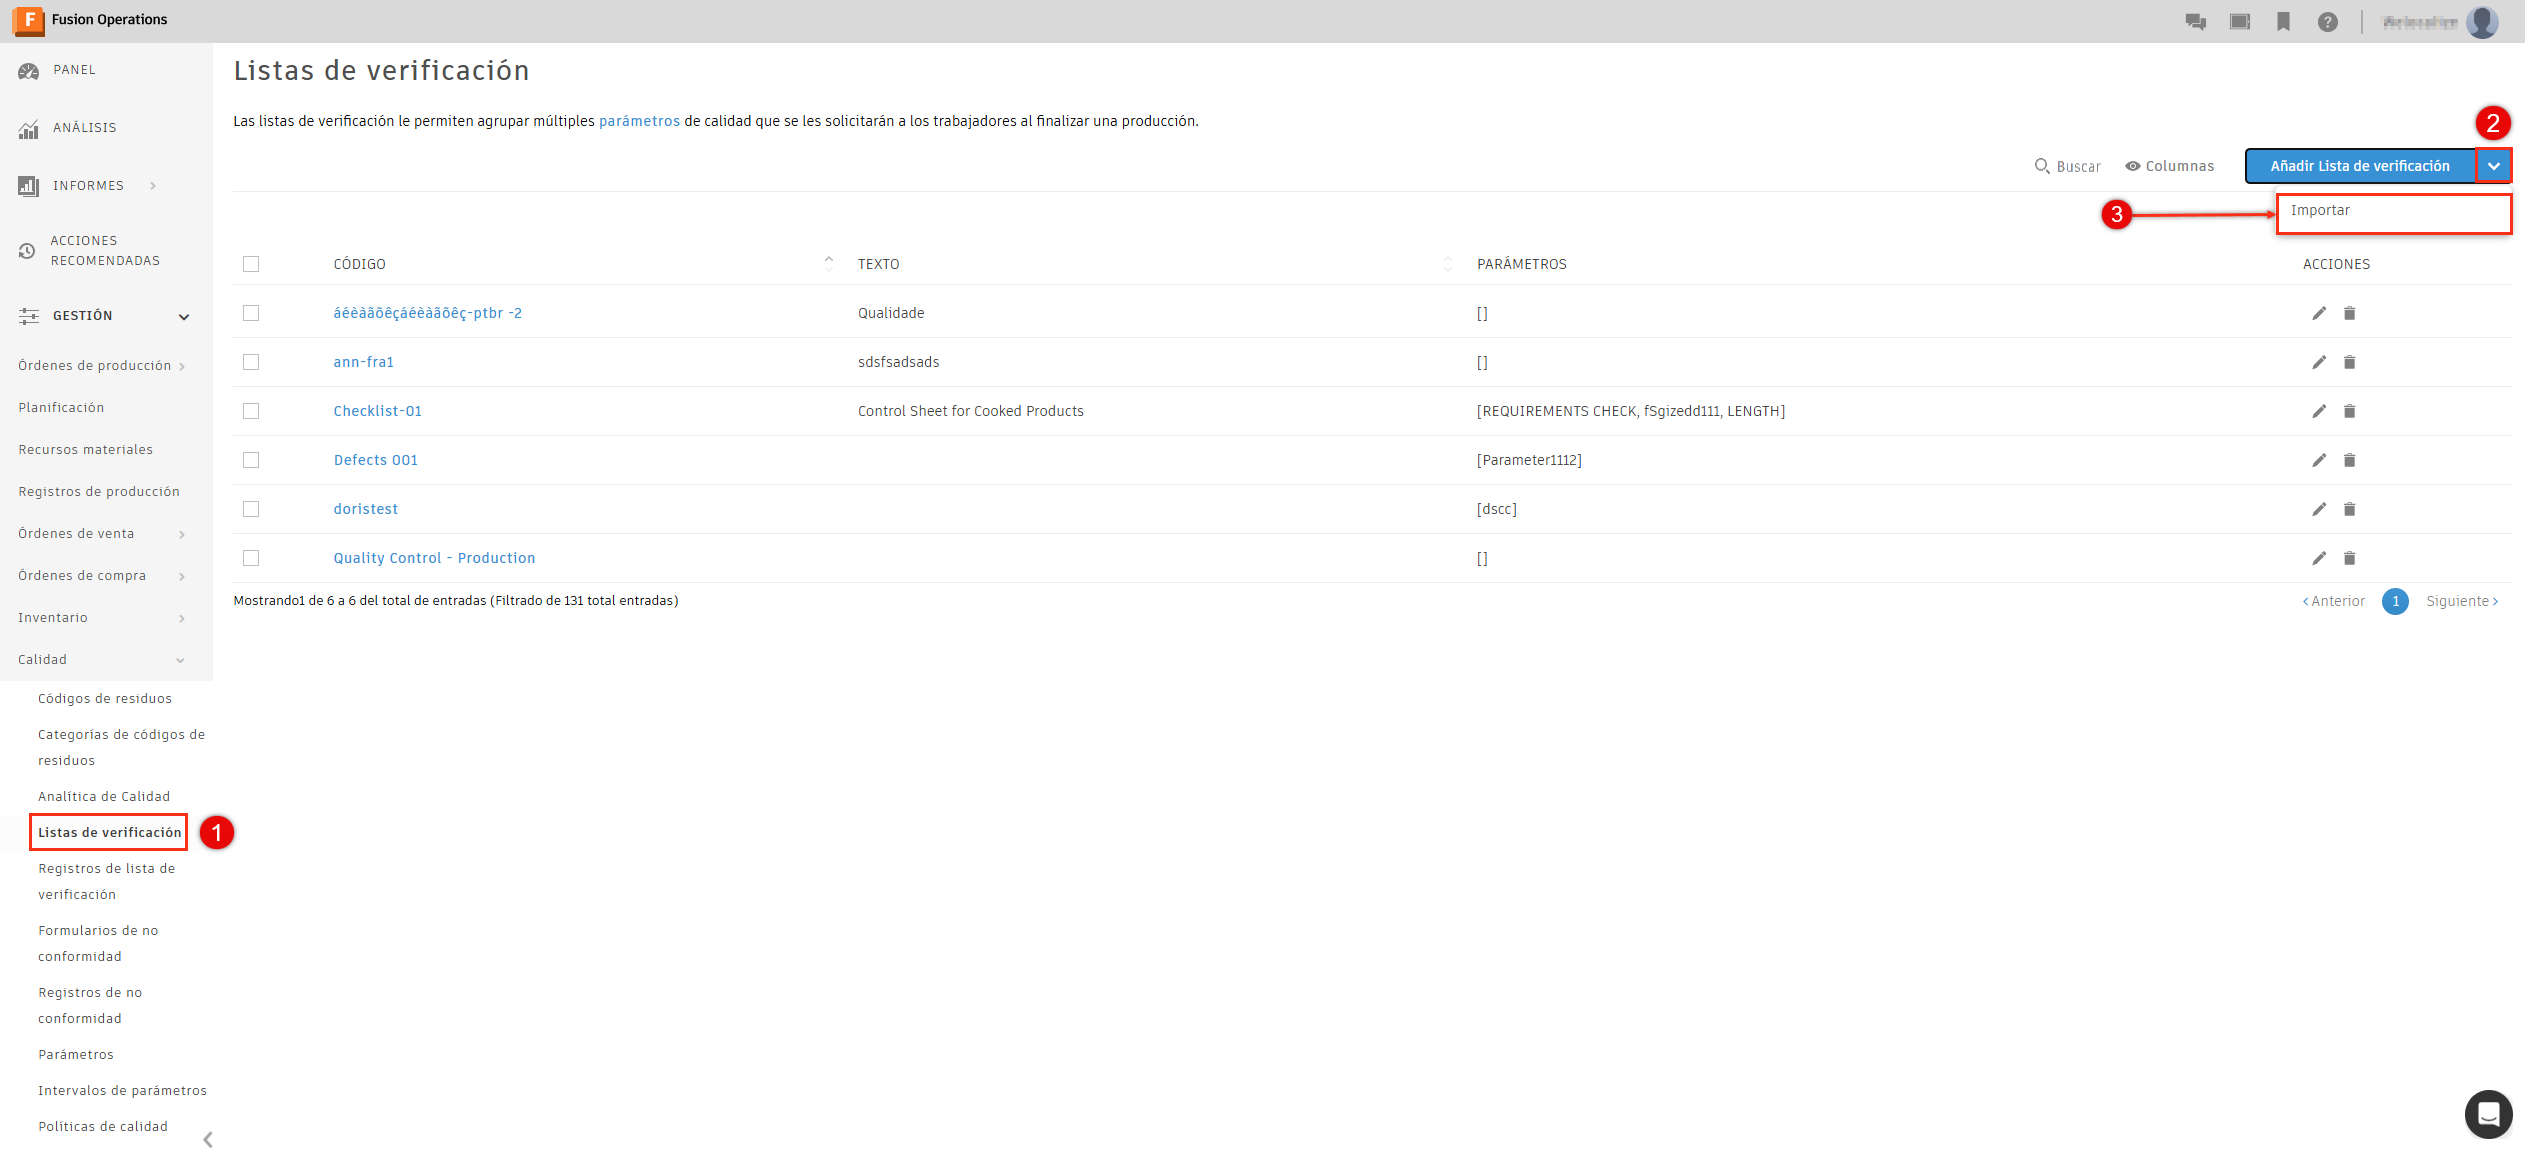 Fusion Operations
PANEL
ANÁLISIS
INFORMES
ACCIONES
RECOMENDADAS
GESTIÓN
Órdenes de producción
Planificación
Recursos materiales
Registros de producción
Órdenes de venta
Órdenes de compra
Inventario
Calidad
Códigos de residuos
Categorías de códigos de
residuos
Analítica de Calidad
Listas de verificación
1
Registros de lista de
verificación
Formularios de no
conformidad
Registros de no
conformidad
Parámetros
Intervalos de parámetros
Políticas de calidad
Listas de verificación
Las listas de verificación le permiten agrupar múltiples parámetros de calidad que se les solicitarán a los trabajadores al finalizar una producción.
2
Buscar Columnas Añadir Lista de verificación
3 Importar
CÓDIGO TEXTO PARÁMETROS ACCIONES
áéèàãõêçáéèàãõêç-ptbr -2 Qualidade []
ann-fra1 sdsfsadsads []
Checklist-01 Control Sheet for Cooked Products [REQUIREMENTS CHECK, fSgizedd111, LENGTH]
Defects 001 [Parameter1112]
doristest [dscc]
Quality Control - Production []
Mostrando1 de 6 a 6 del total de entradas (Filtrado de 131 total entradas) Anterior 1 Siguiente